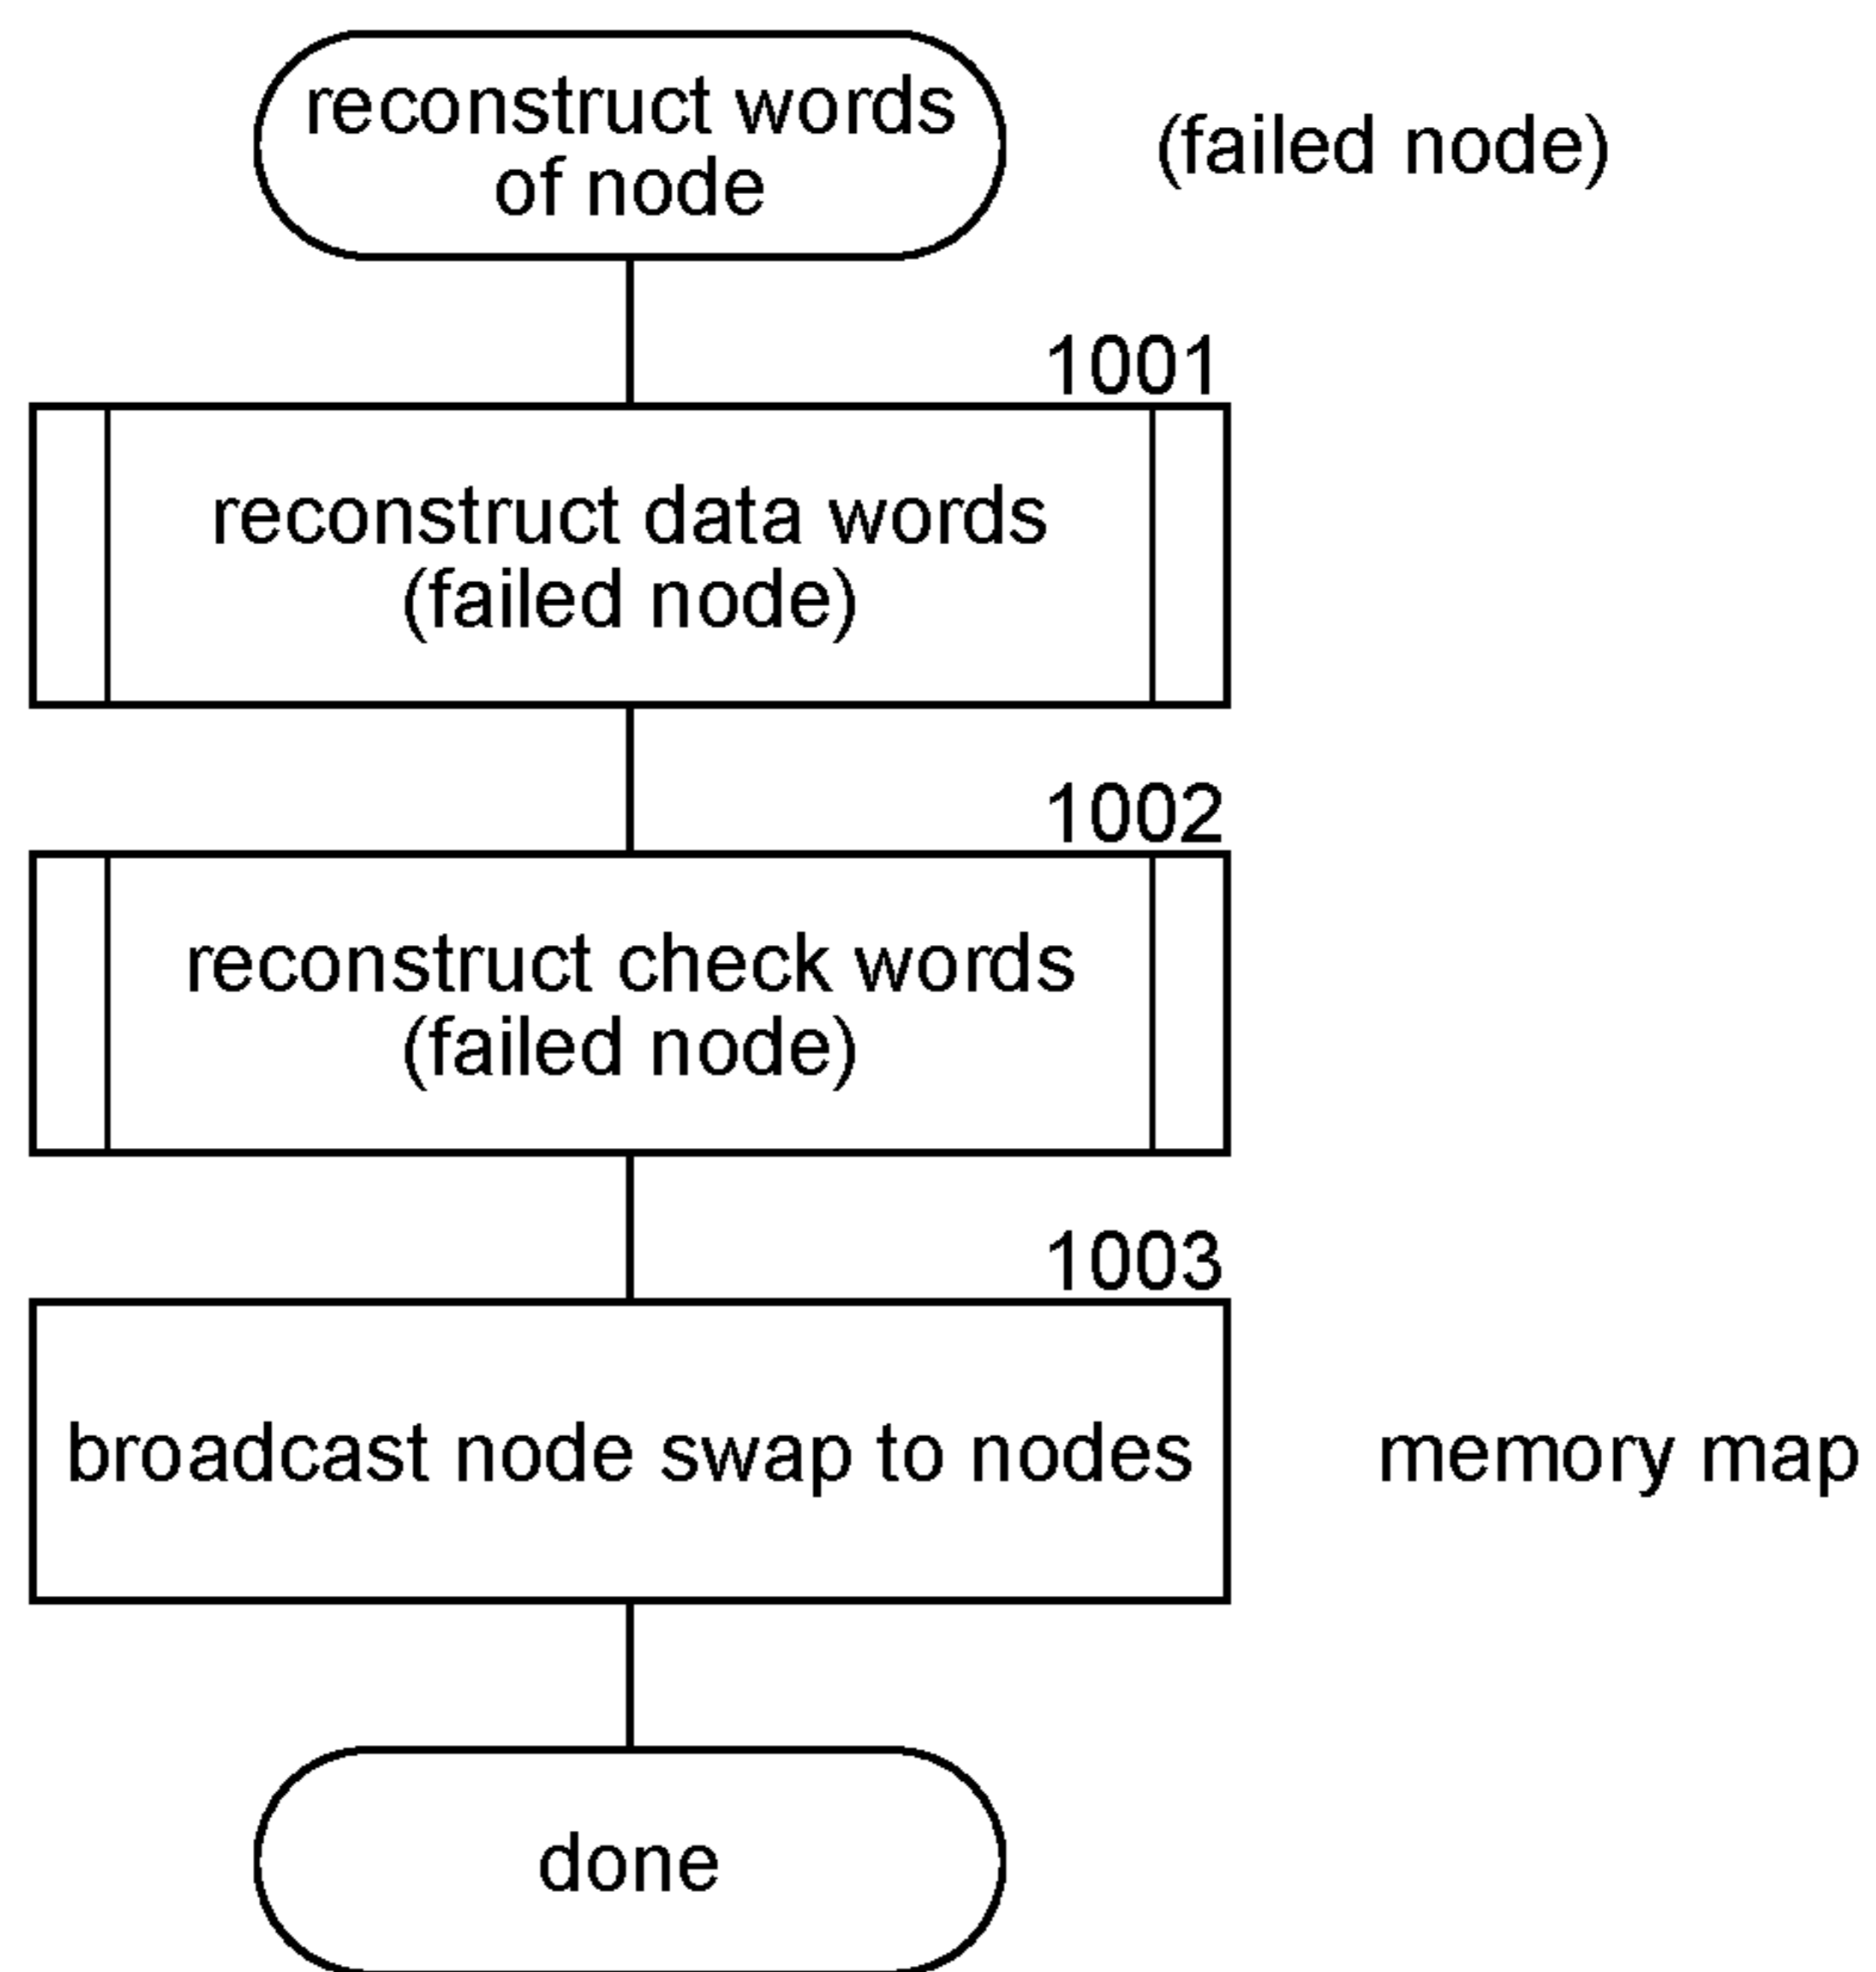 reconstruct words
of node
(failed node)
1001
reconstruct data words
(failed node)
1002
reconstruct check words
(failed node)
1003
broadcast node swap to nodes
memory map
done